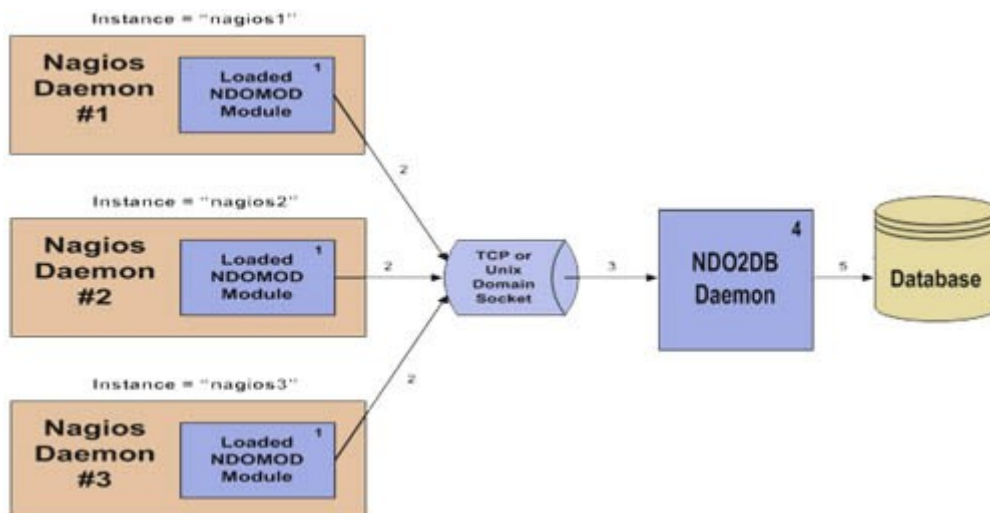 Instance = "nagios1"
Nagios
Daemon
#1
1
Loaded
NDOMOD
Module
2
Instance = "nagios2"
Nagios
Daemon
#2
1
Loaded
NDOMOD
Module
2
TCP or
Unix
Domain
Socket
3
4
NDO2DB
Daemon
5
Database
Instance = "nagios3"
Nagios
Daemon
#3
1
Loaded
NDOMOD
Module
2